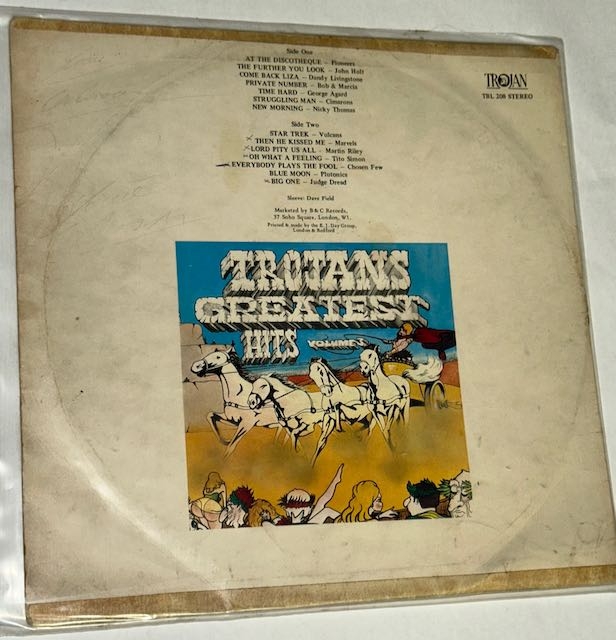 Side One
AT THE DISCOTHEQUE – Pioneers
THE FURTHER YOU LOOK – John Holt
COME BACK LIZA – Dandy Livingstone
PRIVATE NUMBER – Bob & Marcia
TIME HARD – George Agard
STRUGGLING MAN – Cimarons
NEW MORNING – Nicky Thomas
TROJAN
TBL 208 STEREO
Side Two
STAR TREK – Vulcans
THEN HE KISSED ME – Marvels
LORD PITY US ALL – Martin Riley
OH WHAT A FEELING – Tito Simon
EVERYBODY PLAYS THE FOOL – Chosen Few
BLUE MOON – Plutonics
BIG ONE – Judge Dread
Sleeve: Dave Field
Marketed by B & C Records,
37 Soho Square, London, W1.
Printed & made by the E. J. Day Group,
London & Bedford
TROJANS
GREATEST
HITS VOLUME 1